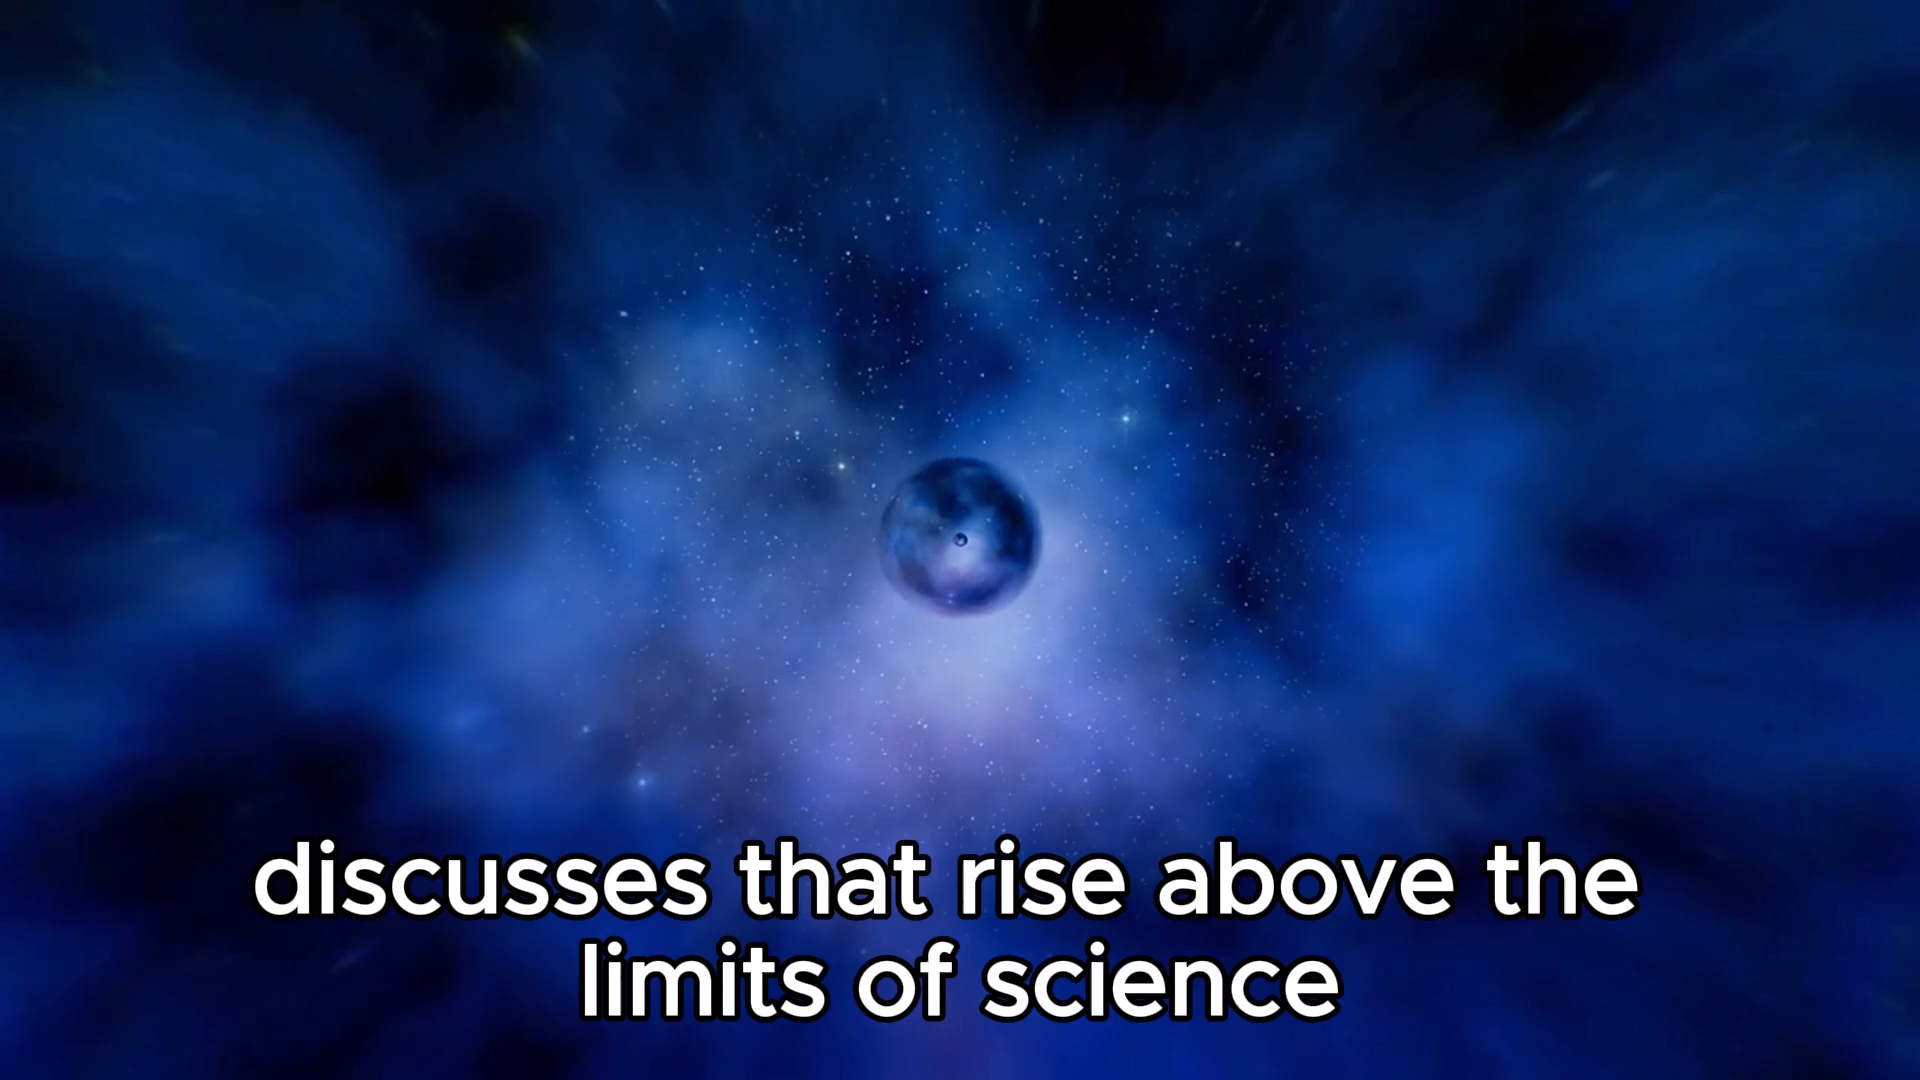 discusses that rise above the
limits of science